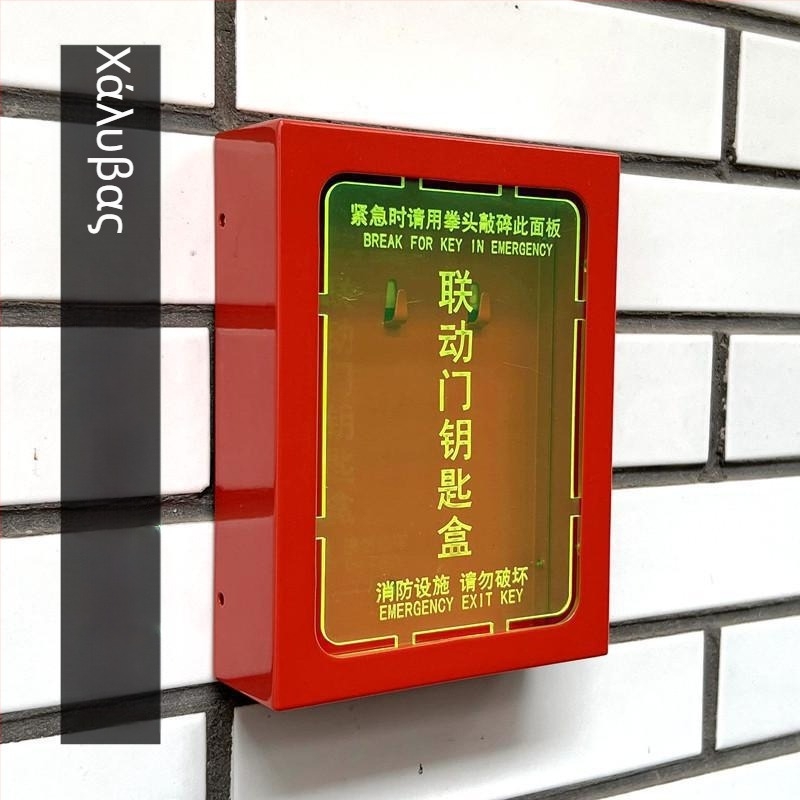 Χάλυβας
紧急时请用拳头敲碎此面板
BREAK FOR KEY IN EMERGENCY
联动门钥匙盒
消防设施 请勿破坏
EMERGENCY EXIT KEY